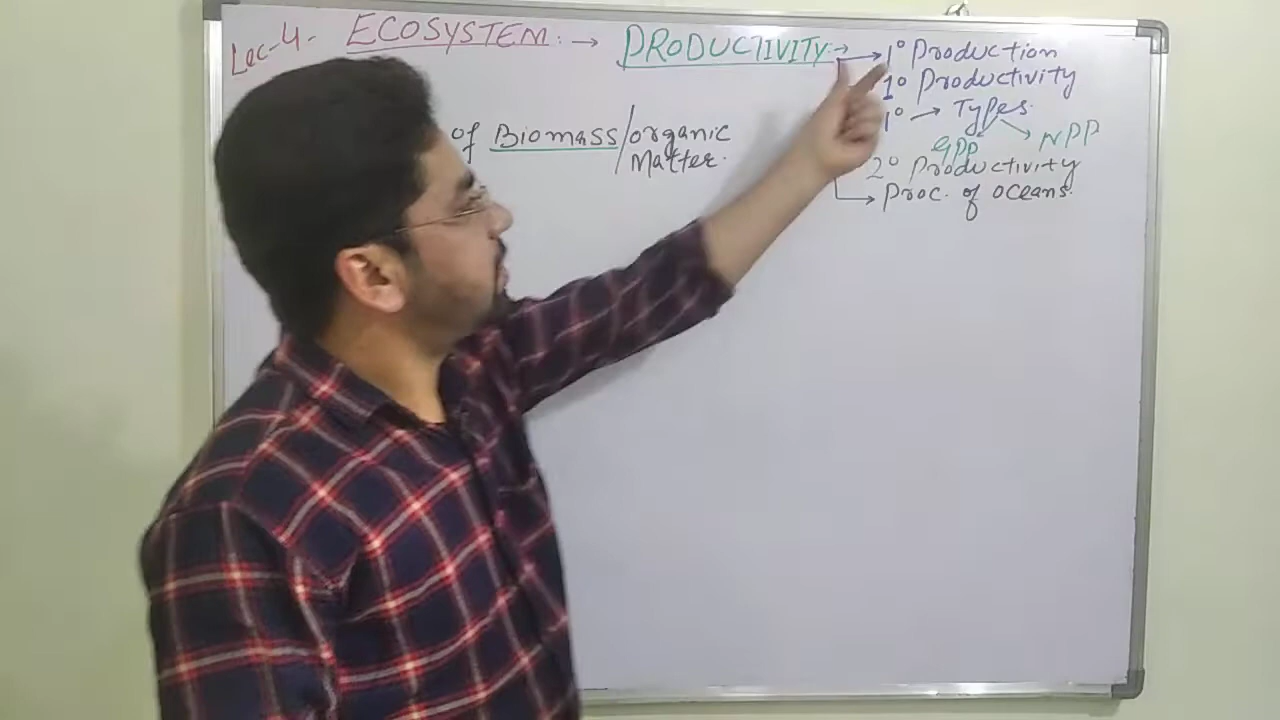 Lec-4. ECOSYSTEM:→ PRODUCTIVITY:→
→ 1° Production
1° Productivity
1° → Types.
GPP NPP
of Biomass/organic
Matter.
2° Productivity
→ Proc. of oceans.